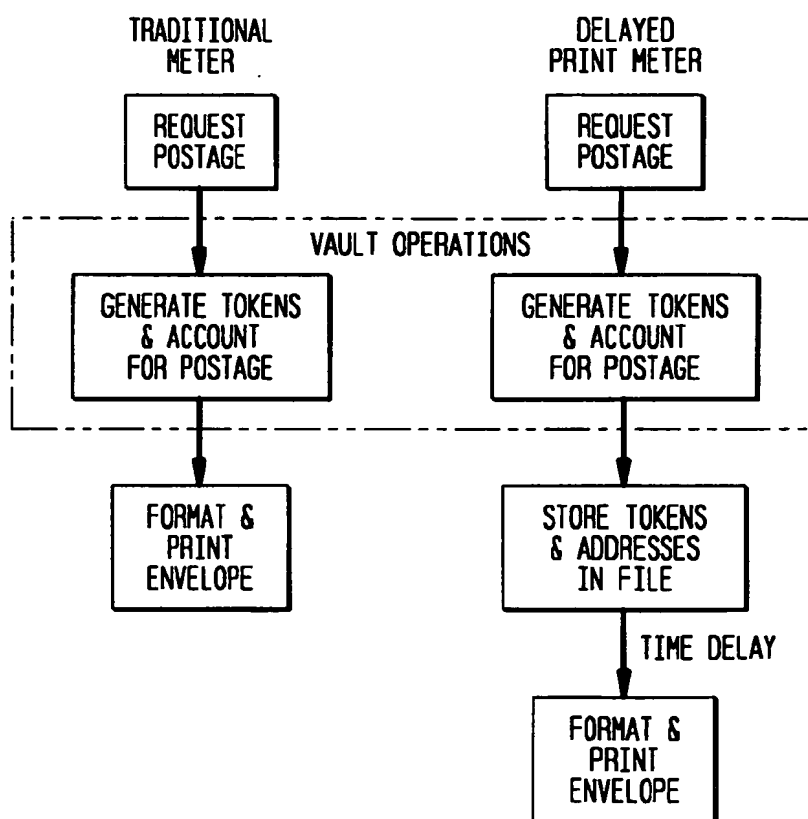 TRADITIONAL
METER
DELAYED
PRINT METER
REQUEST
POSTAGE
REQUEST
POSTAGE
VAULT OPERATIONS
GENERATE TOKENS
& ACCOUNT
FOR POSTAGE
GENERATE TOKENS
& ACCOUNT
FOR POSTAGE
FORMAT &
PRINT
ENVELOPE
STORE TOKENS
& ADDRESSES
IN FILE
TIME DELAY
FORMAT &
PRINT
ENVELOPE